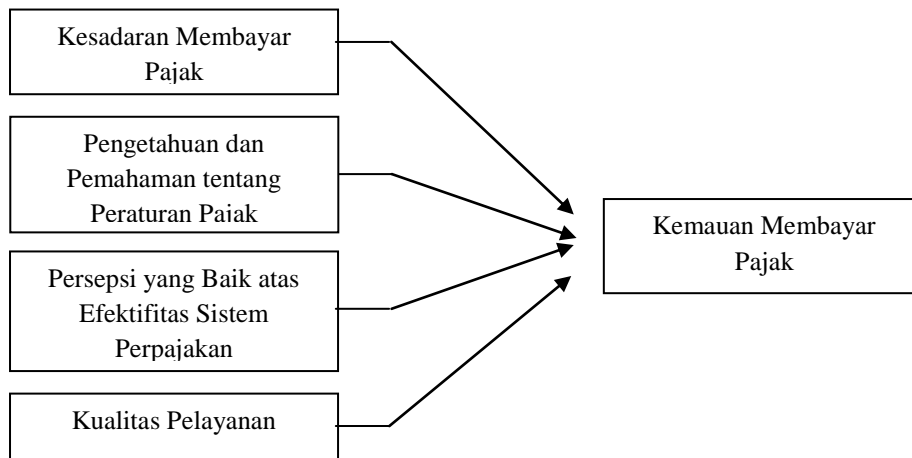 Kesadaran Membayar
Pajak
Pengetahuan dan
Pemahaman tentang
Peraturan Pajak
Persepsi yang Baik atas
Efektifitas Sistem
Perpajakan
Kualitas Pelayanan
Kemauan Membayar
Pajak